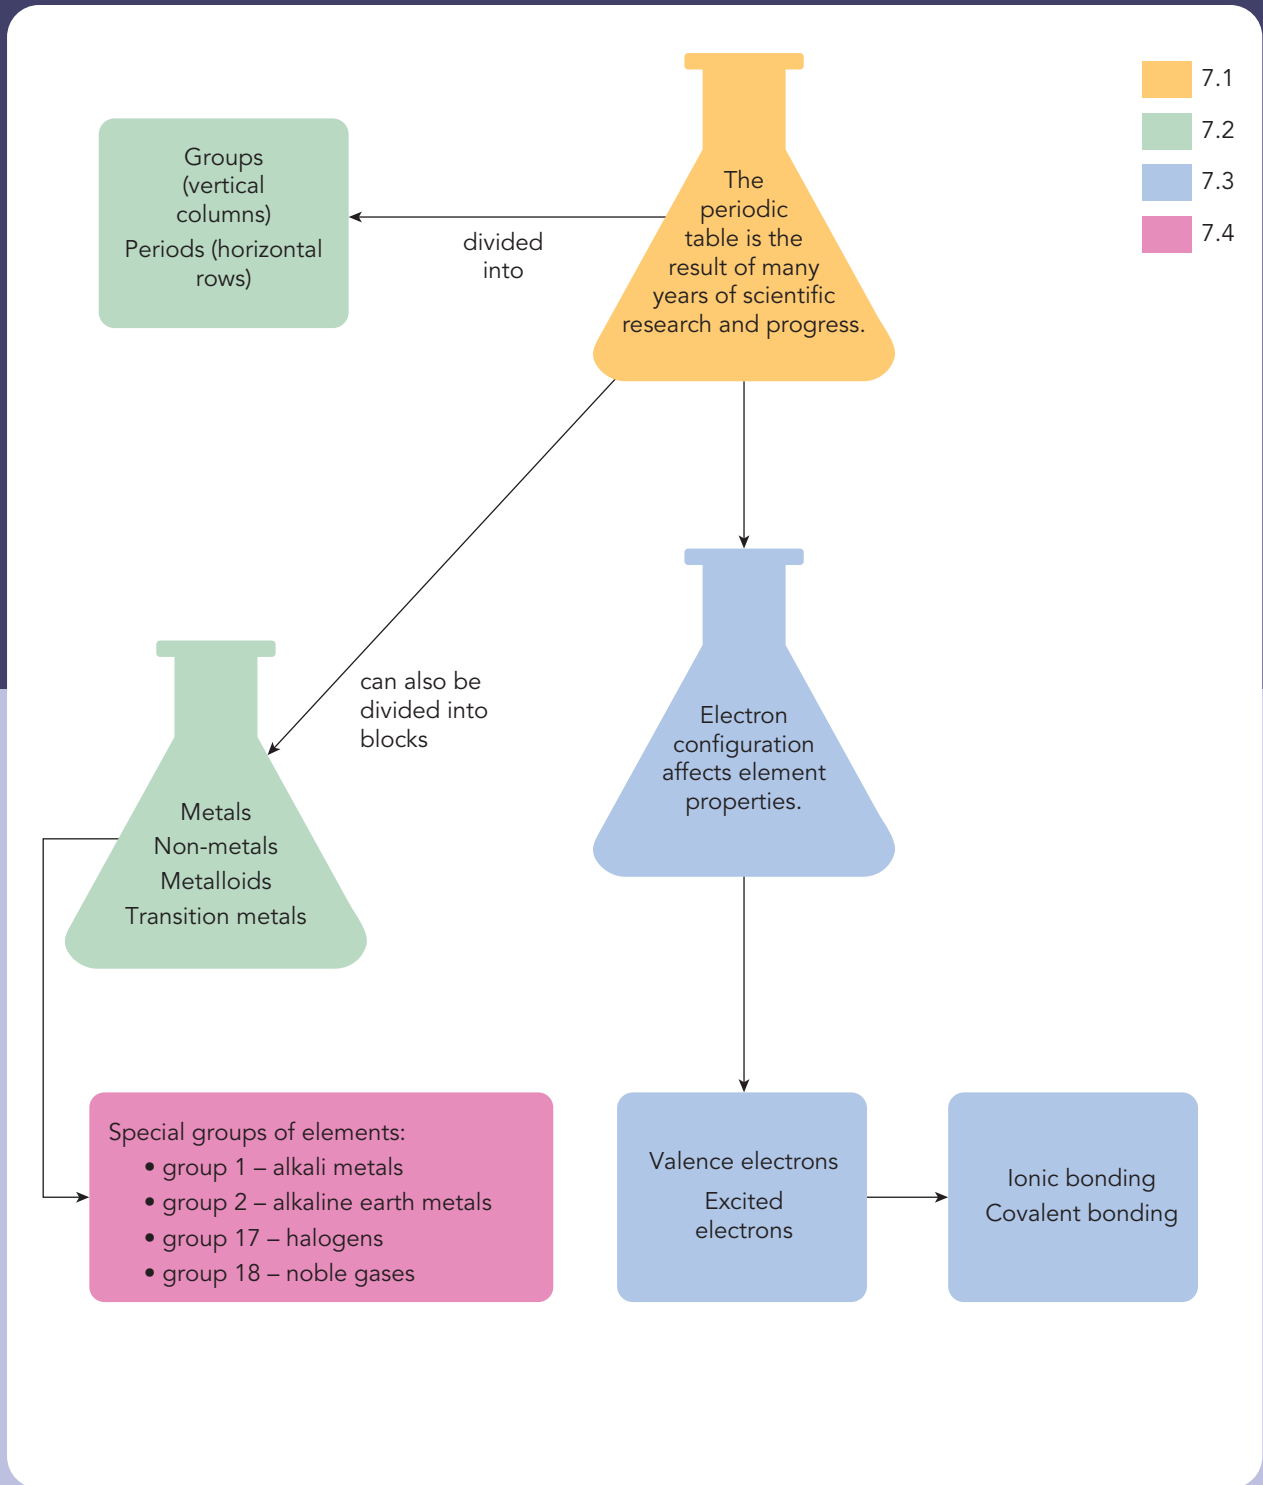 The
periodic
table is the
result of many
years of scientific
research and progress.
7.1
7.2
7.3
7.4
Groups
(vertical
columns)
Periods (horizontal
rows)
divided
into
can also be
divided into
blocks
Electron
configuration
affects element
properties.
Metals
Non-metals
Metalloids
Transition metals
Special groups of elements:
• group 1 – alkali metals
• group 2 – alkaline earth metals
• group 17 – halogens
• group 18 – noble gases
Valence electrons
Excited
electrons
Ionic bonding
Covalent bonding